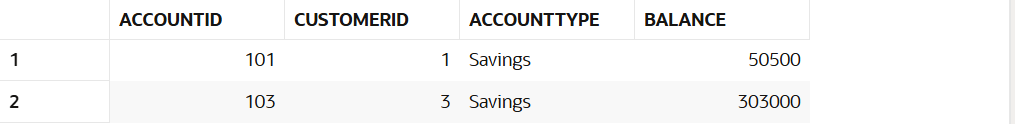 ACCOUNTID CUSTOMERID ACCOUNTTYPE BALANCE
1 101 1 Savings 50500
2 103 3 Savings 303000